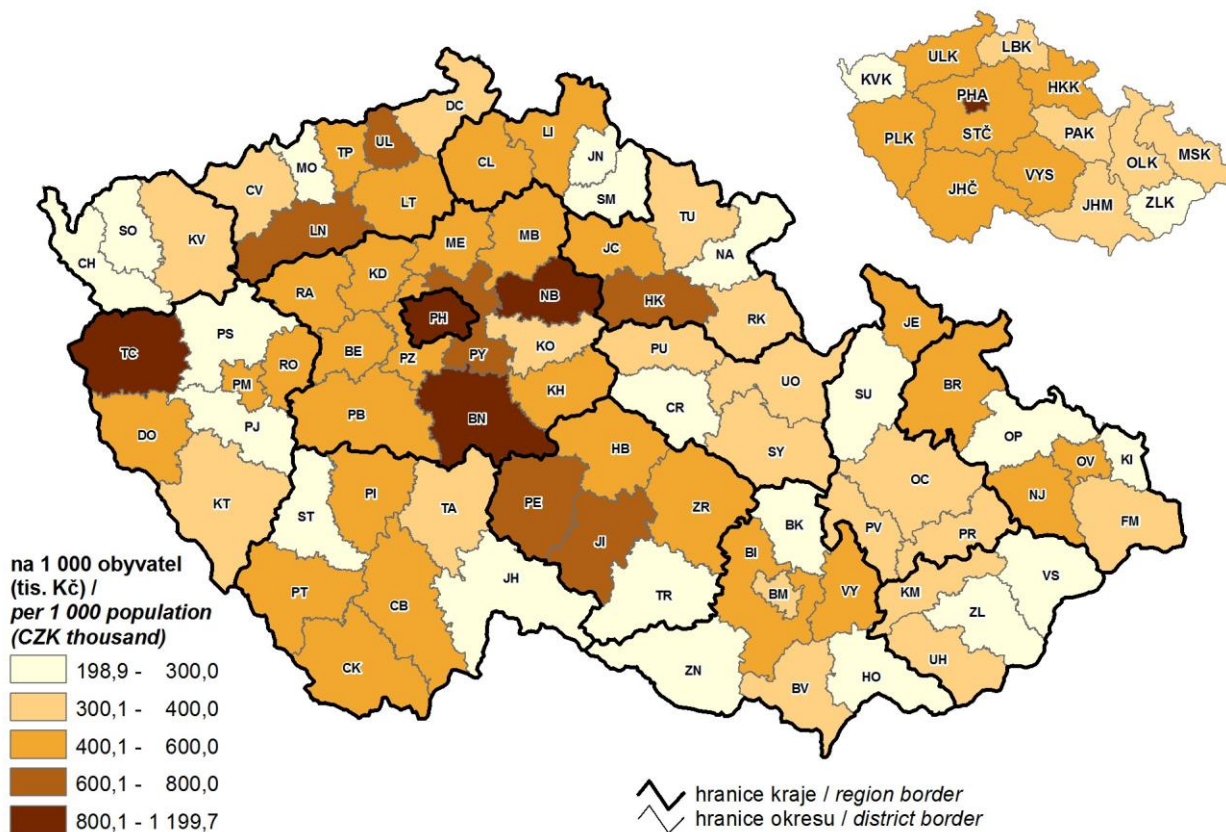 DC
UL
LI
TP
MO
CL
JN
CV
LT
SM
SO
KV
LN
TU
CH
ME
MB
JC
NA
KD
RA
NB
HK
PH
RK
TC
PS
BE
PZ
PY
KO
PU
JE
RO
PM
UO
BR
KH
CR
SU
PB
BN
PJ
DO
OP
HB
SY
OV
KI
KT
ST
PI
TA
PE
ZR
OC
NJ
BK
PV
PR
FM
JI
BI
JH
TR
BM
VY
KM
VS
PT
CB
ZL
CK
ZN
HO
UH
BV
LBK
ULK
KVK
HKK
PHA
STČ
PLK
PAK
MSK
OLK
VYS
JHČ
JHM
ZLK
na 1 000 obyvatel
(tis. Kč) /
per 1 000 population
(CZK thousand)
198,9 - 300,0
300,1 - 400,0
400,1 - 600,0
600,1 - 800,0
800,1 - 1 199,7
hranice kraje / region border
hranice okresu / district border